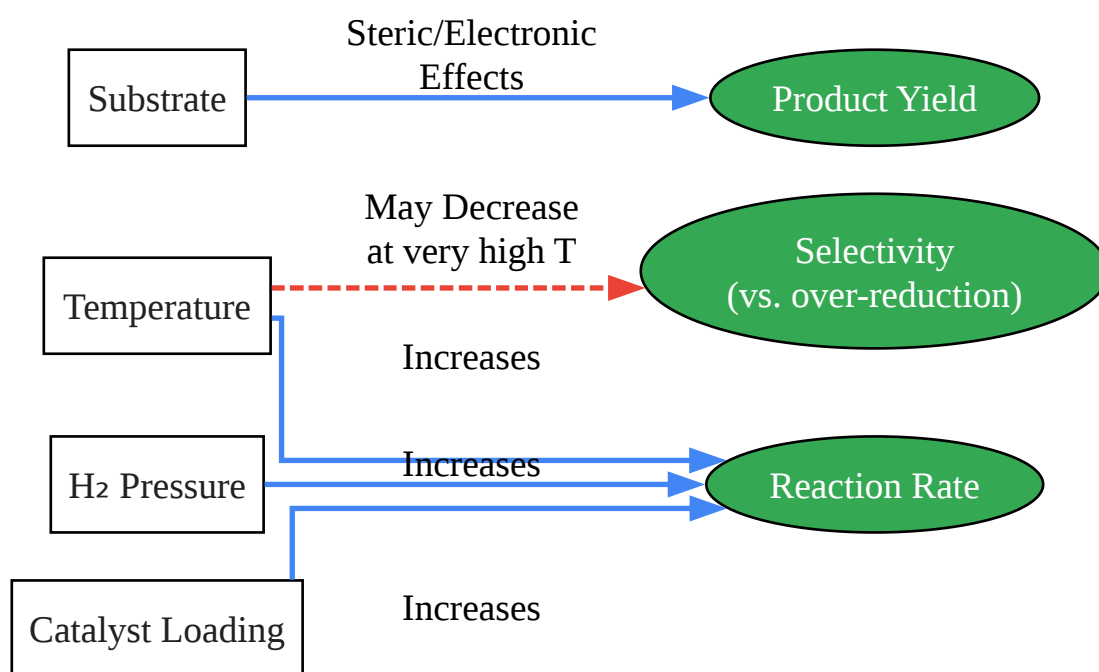 Steric/Electronic
Effects
Substrate
Product Yield
May Decrease
at very high T
Selectivity
(vs. over-reduction)
Temperature
Increases
Increases
H₂ Pressure
Reaction Rate
Increases
Catalyst Loading